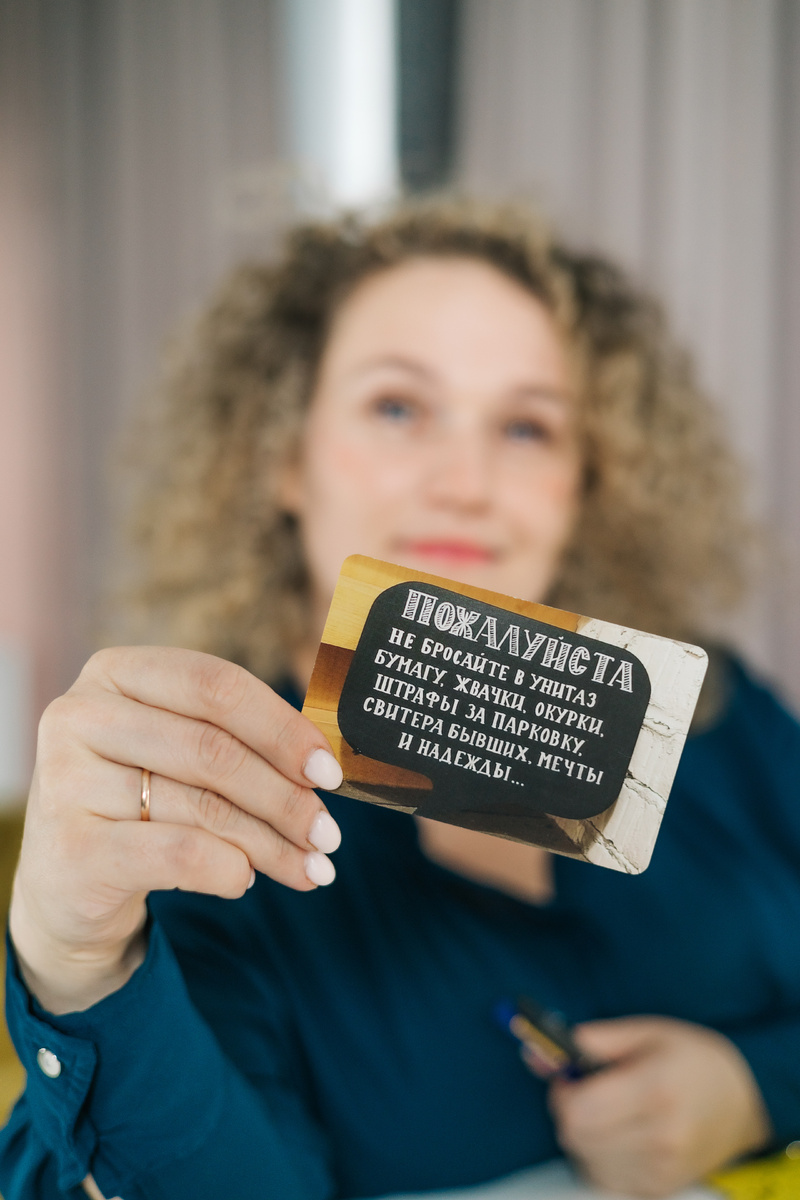 ПОЖАЛУЙСТА
НЕ БРОСАЙТЕ В УНИТАЗ
БУМАГУ, ЖВАЧКИ, ОКУРКИ,
ШТРАФЫ ЗА ПАРКОВКУ,
СВИТЕРА БЫВШИХ, МЕЧТЫ
И НАДЕЖДЫ...